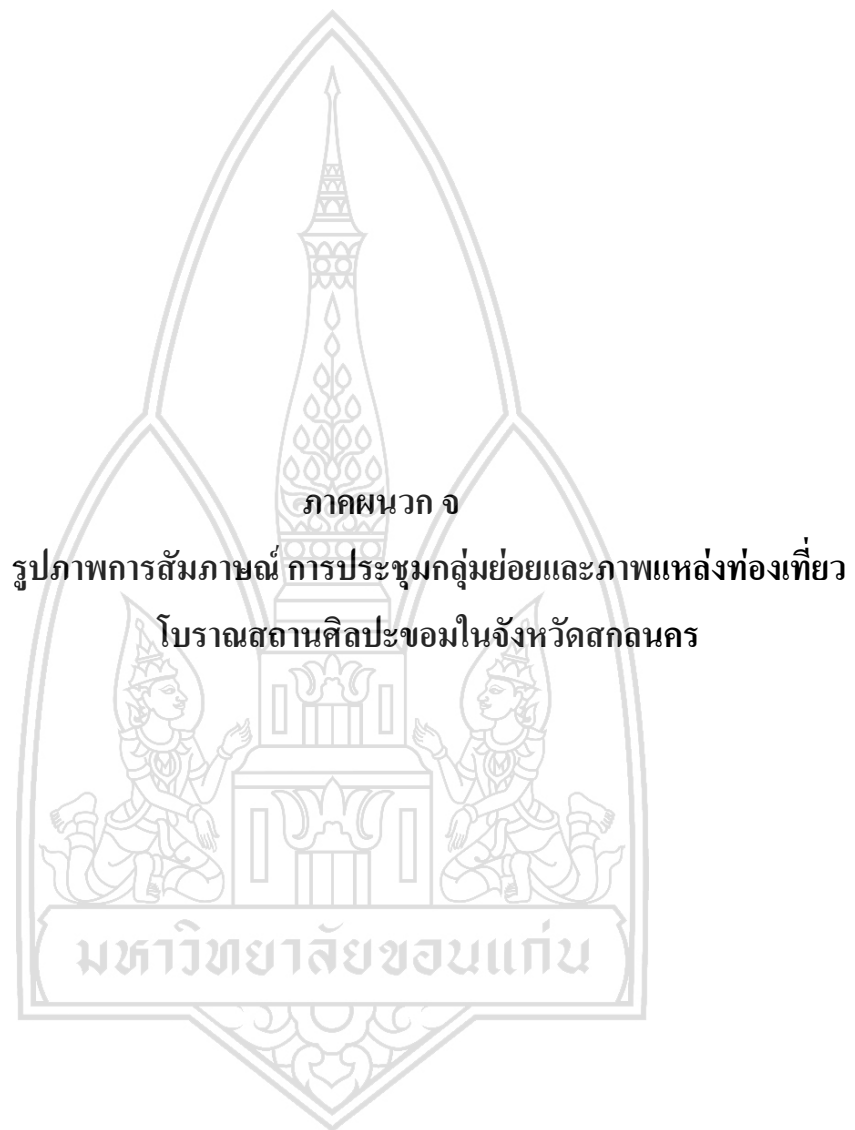 ภาคผนวก จ
รูปภาพการสัมภาษณ์ การประชุมกลุ่มย่อยและภาพแหล่งท่องเที่ยว
โบราณสถานศิลปะขอมในจังหวัดสกลนคร
มหาวิทยาลัยขอนแก่น